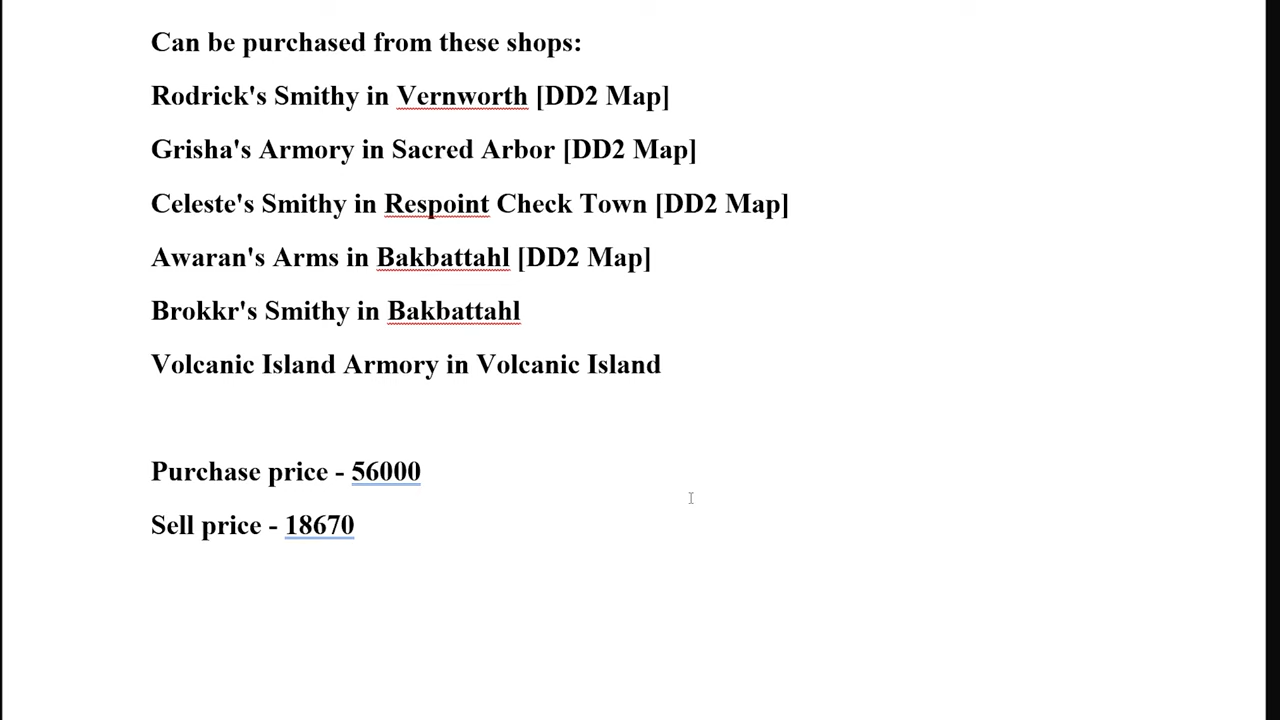 Can be purchased from these shops:
Rodrick's Smithy in Vernworth [DD2 Map]
Grisha's Armory in Sacred Arbor [DD2 Map]
Celeste's Smithy in Respoint Check Town [DD2 Map]
Awaran's Arms in Bakbattahl [DD2 Map]
Brokkr's Smithy in Bakbattahl
Volcanic Island Armory in Volcanic Island
Purchase price - 56000
Sell price - 18670